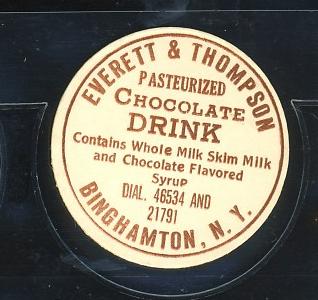 EVERETT & THOMPSON
PASTEURIZED
CHOCOLATE
DRINK
Contains Whole Milk Skim Milk
and Chocolate Flavored
Syrup
DIAL. 46534 AND
21791
BINGHAMTON, N. Y.